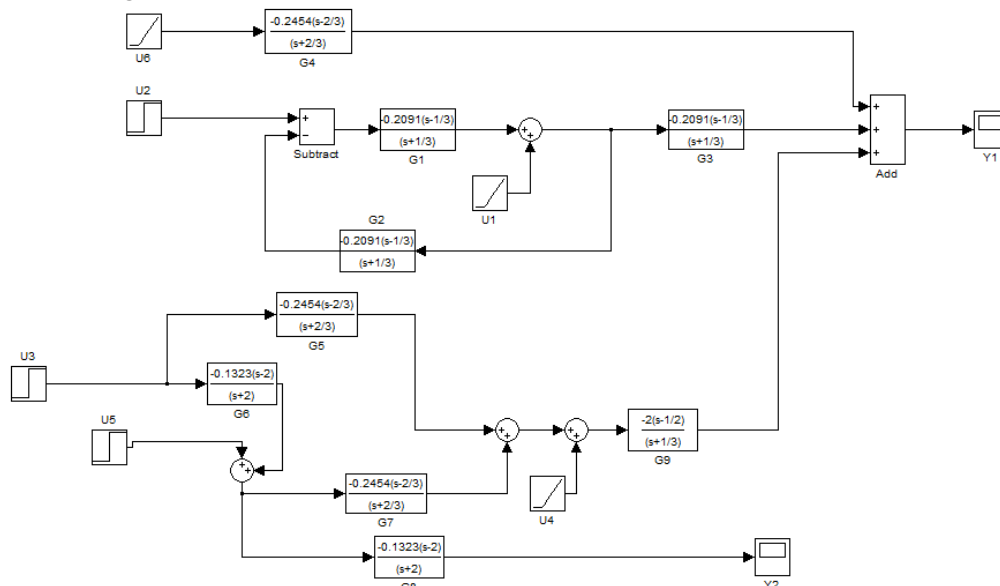 -0.2454(s-2/3)
(s+2/3)
U6
G4
U2
+
−
Subtract
-0.2091(s-1/3)
(s+1/3)
G1
+
+
U1
-0.2091(s-1/3)
(s+1/3)
G3
+
+
+
Add
Y1
G2
-0.2091(s-1/3)
(s+1/3)
-0.2454(s-2/3)
(s+2/3)
G5
U3
-0.1323(s-2)
(s+2)
G6
U5
+
+
+
+
+
+
-2(s-1/2)
(s+1/3)
G9
-0.2454(s-2/3)
(s+2/3)
G7
U4
-0.1323(s-2)
(s+2)
G8
Y2